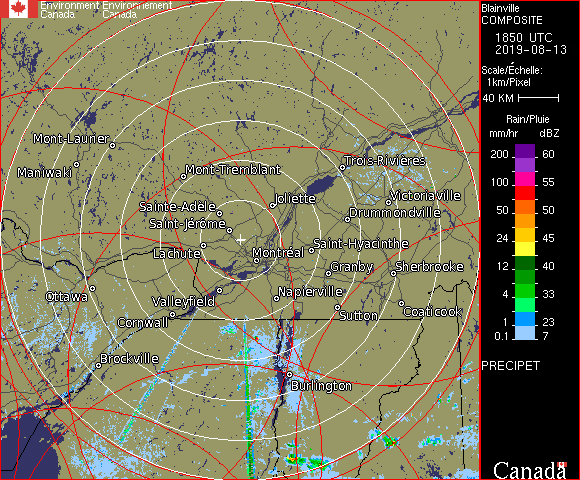 Environment Environnement
Canada Canada
Blainville
COMPOSITE
1850 UTC
2019-08-13
Scale/Échelle:
1km/Pixel
40 KM
Rain/Pluie
mm/hr dBZ
200 60
100 55
50 50
24 45
12 40
4 33
1 23
0.1 7
PRECIPET
Mont-Laurier
Maniwaki
Mont-Tremblant
Trois-Rivières
Sainte-Adèle
Joliette
Victoriaville
Saint-Jérôme
Drummondville
Lachute
Montréal
Saint-Hyacinthe
Granby
Sherbrooke
Ottawa
Valleyfield
Napierville
Cornwall
Sutton
Coaticook
Brockville
Burlington
Canada